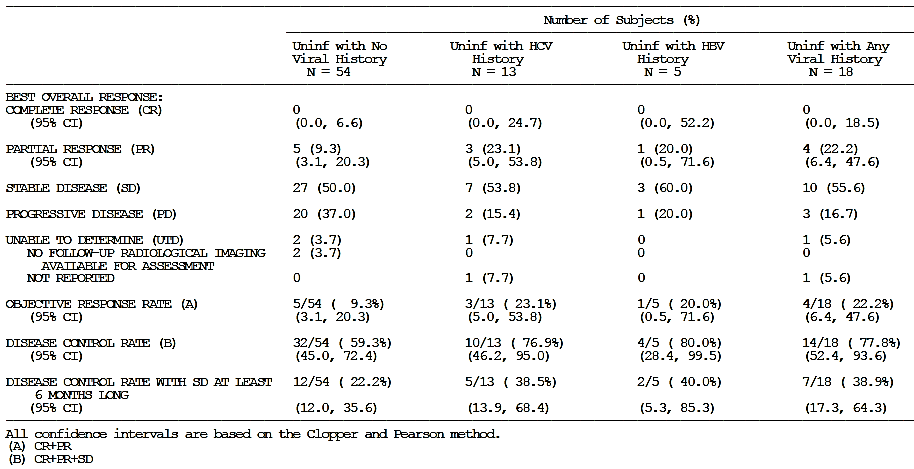 Number of Subjects (%)
Uninf with No Uninf with HCV Uninf with HBV Uninf with Any
Viral History History History Viral History
N = 54 N = 13 N = 5 N = 18
BEST OVERALL RESPONSE:
COMPLETE RESPONSE (CR) 0 0 0 0
(95% CI) (0.0, 6.6) (0.0, 24.7) (0.0, 52.2) (0.0, 18.5)
PARTIAL RESPONSE (PR) 5 (9.3) 3 (23.1) 1 (20.0) 4 (22.2)
(95% CI) (3.1, 20.3) (5.0, 53.8) (0.5, 71.6) (6.4, 47.6)
STABLE DISEASE (SD) 27 (50.0) 7 (53.8) 3 (60.0) 10 (55.6)
PROGRESSIVE DISEASE (PD) 20 (37.0) 2 (15.4) 1 (20.0) 3 (16.7)
UNABLE TO DETERMINE (UTD) 2 (3.7) 1 (7.7) 0 1 (5.6)
NO FOLLOW-UP RADIOLOGICAL IMAGING 2 (3.7) 0 0 0
AVAILABLE FOR ASSESSMENT
NOT REPORTED 0 1 (7.7) 0 1 (5.6)
OBJECTIVE RESPONSE RATE (A) 5/54 ( 9.3%) 3/13 ( 23.1%) 1/5 ( 20.0%) 4/18 ( 22.2%)
(95% CI) (3.1, 20.3) (5.0, 53.8) (0.5, 71.6) (6.4, 47.6)
DISEASE CONTROL RATE (B) 32/54 ( 59.3%) 10/13 ( 76.9%) 4/5 ( 80.0%) 14/18 ( 77.8%)
(95% CI) (45.0, 72.4) (46.2, 95.0) (28.4, 99.5) (52.4, 93.6)
DISEASE CONTROL RATE WITH SD AT LEAST 12/54 ( 22.2%) 5/13 ( 38.5%) 2/5 ( 40.0%) 7/18 ( 38.9%)
6 MONTHS LONG
(95% CI) (12.0, 35.6) (13.9, 68.4) (5.3, 85.3) (17.3, 64.3)
All confidence intervals are based on the Clopper and Pearson method.
(A) CR+PR
(B) CR+PR+SD